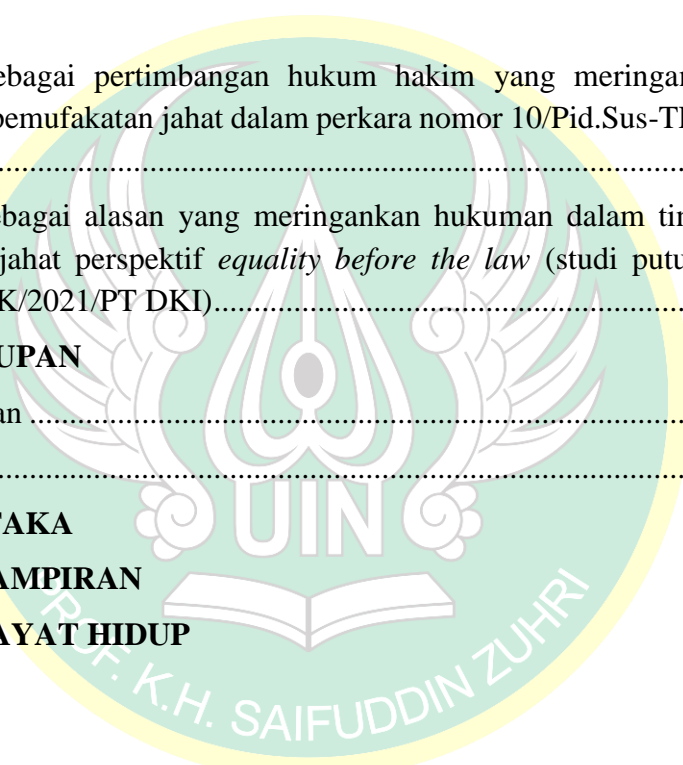 ebagai pertimbangan hukum hakim yang meringan
pemufakatan jahat dalam perkara nomor 10/Pid.Sus-TI
................................................................................
ebagai alasan yang meringankan hukuman dalam tin
jahat perspektif equality before the law (studi putu
K/2021/PT DKI)......................................................
UPAN
an ..............................................................................
................................................................................
TAKA
AMPIRAN
AYAT HIDUP
UIN
PROF. K.H. SAIFUDDIN ZUHRI